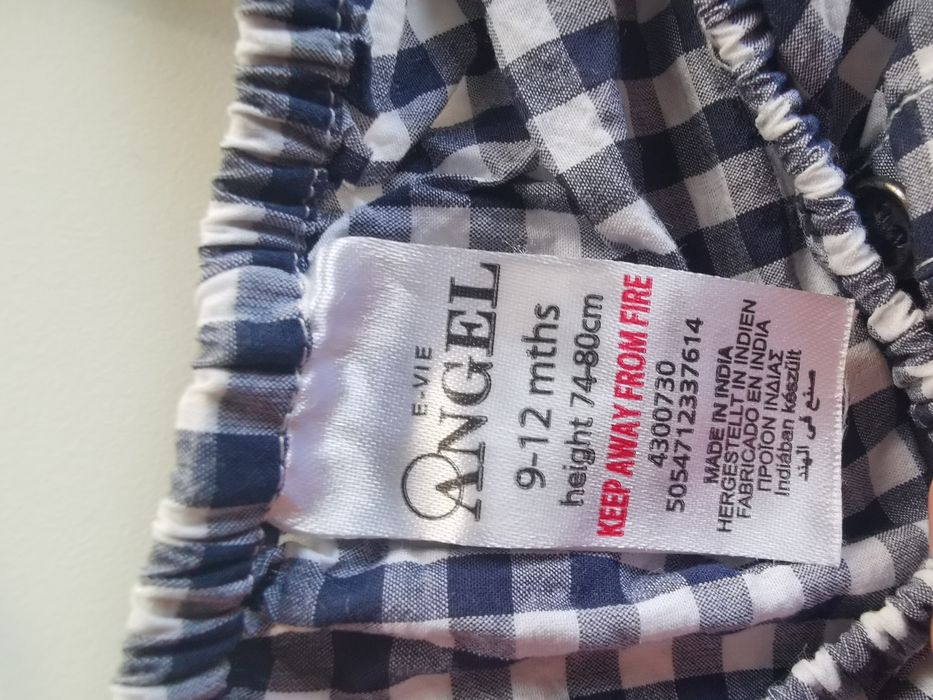 E-VIE
ANGEL
9-12 mths
height 74-80cm
KEEP AWAY FROM FIRE
4300730
5054712337614
MADE IN INDIA
HERGESTELLT IN INDIEN
FABRICADO EN INDIA
ΠΡΟΪΟΝ ΙΝΔΙΑΣ
Indiában készült
صنع في الهند